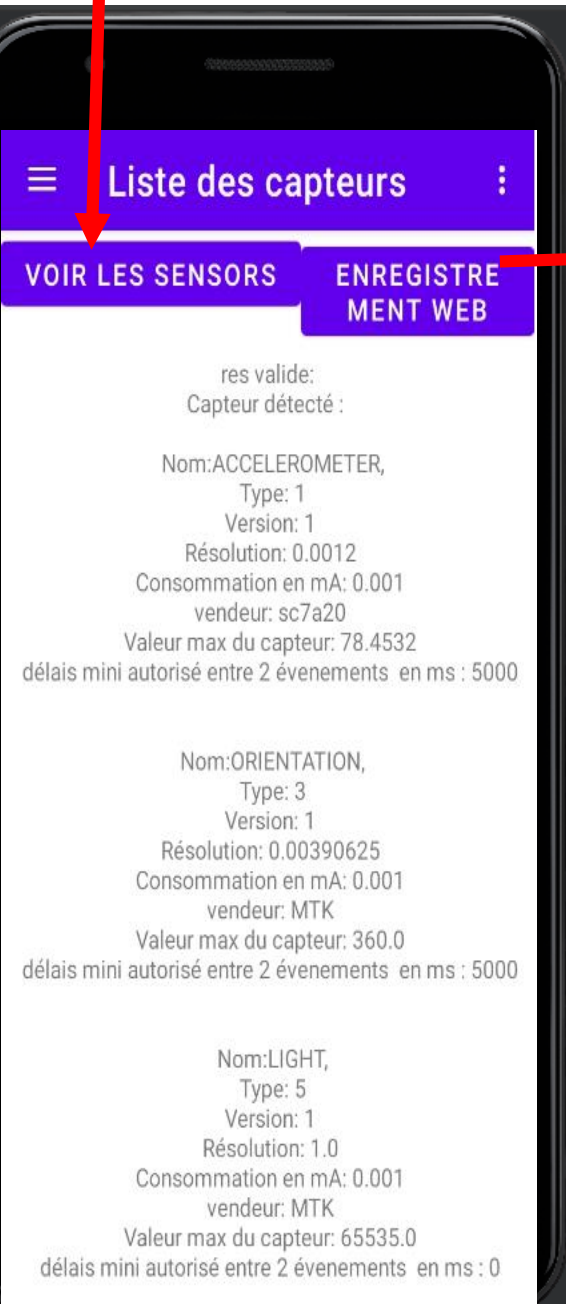 Liste des capteurs
VOIR LES SENSORS
ENREGISTRE
MENT WEB
res valide:
Capteur détecté :
Nom:ACCELEROMETER,
Type: 1
Version: 1
Résolution: 0.0012
Consommation en mA: 0.001
vendeur: sc7a20
Valeur max du capteur: 78.4532
délais mini autorisé entre 2 évenements  en ms : 5000
Nom:ORIENTATION,
Type: 3
Version: 1
Résolution: 0.00390625
Consommation en mA: 0.001
vendeur: MTK
Valeur max du capteur: 360.0
délais mini autorisé entre 2 évenements  en ms : 5000
Nom:LIGHT,
Type: 5
Version: 1
Résolution: 1.0
Consommation en mA: 0.001
vendeur: MTK
Valeur max du capteur: 65535.0
délais mini autorisé entre 2 évenements  en ms : 0